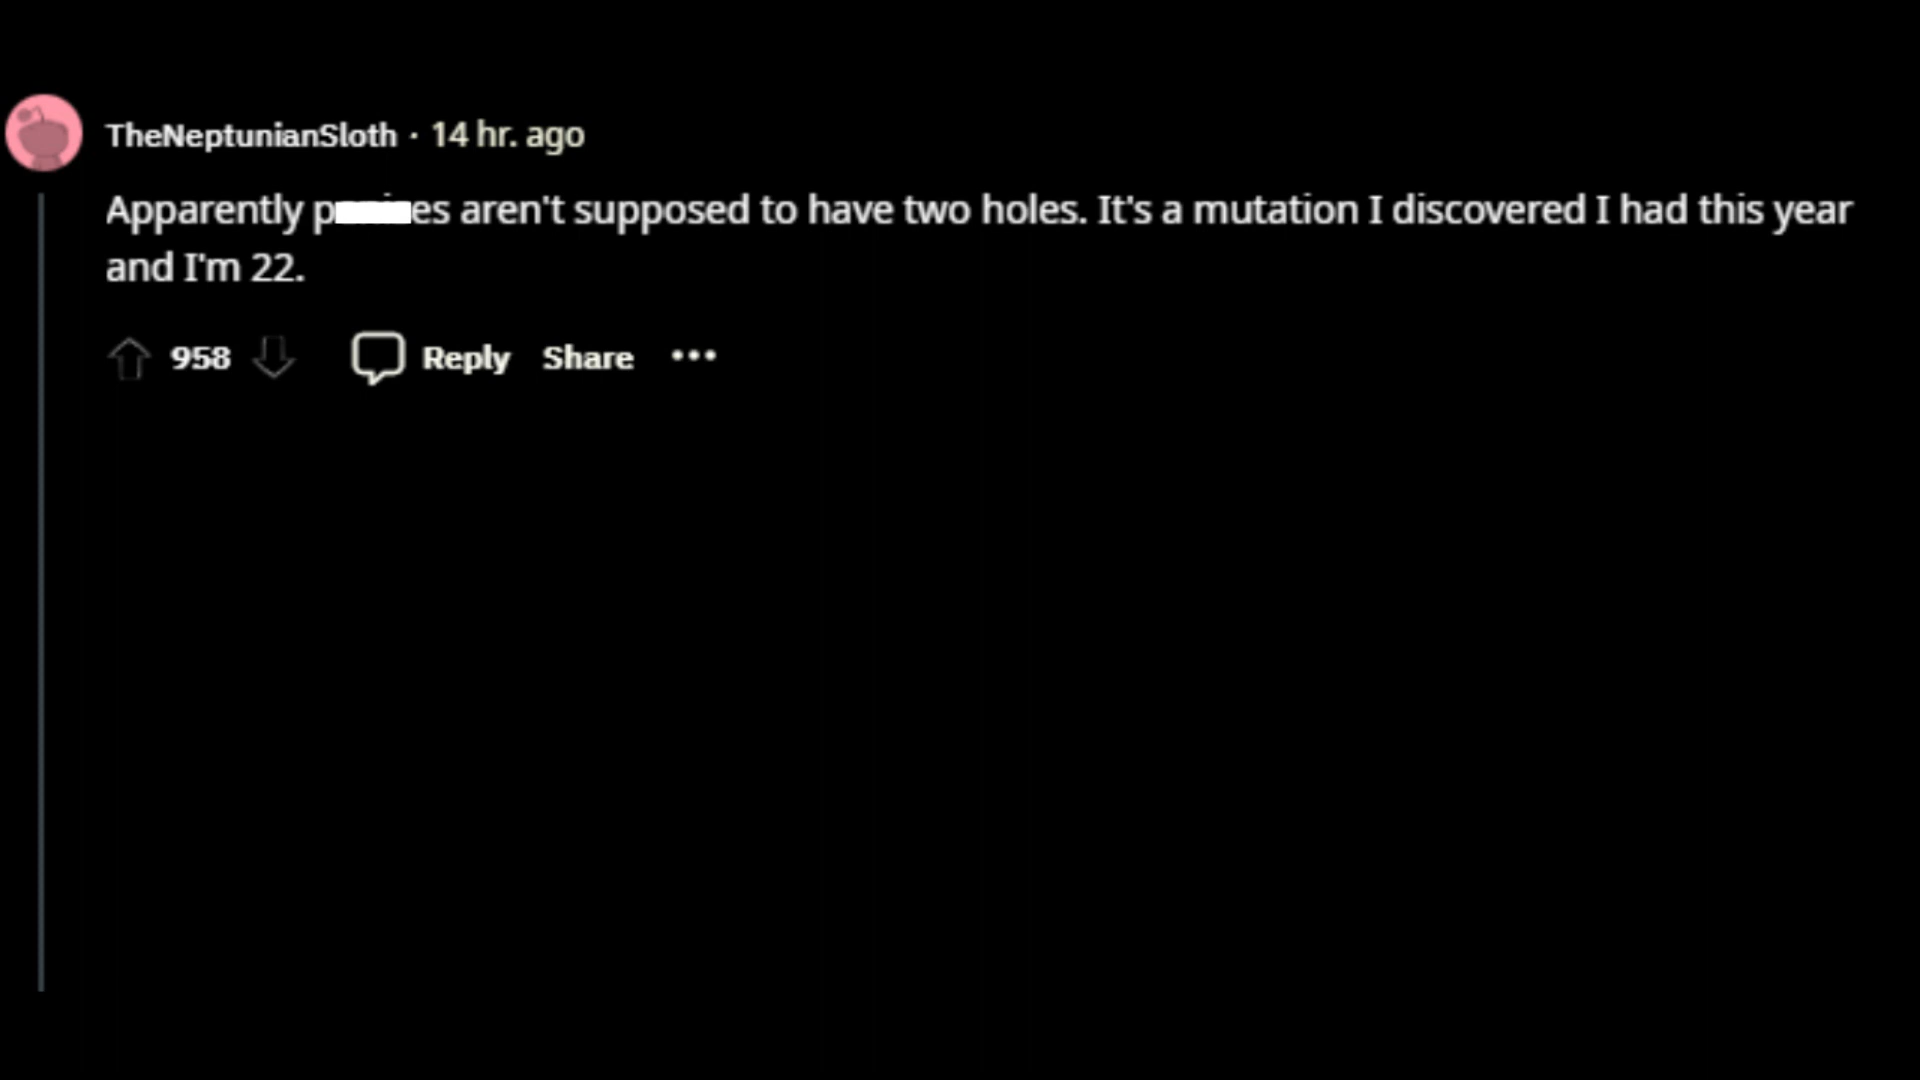 TheNeptunianSloth · 14 hr. ago
Apparently p es aren't supposed to have two holes. It's a mutation I discovered I had this year
and I'm 22.
958 Reply Share ···